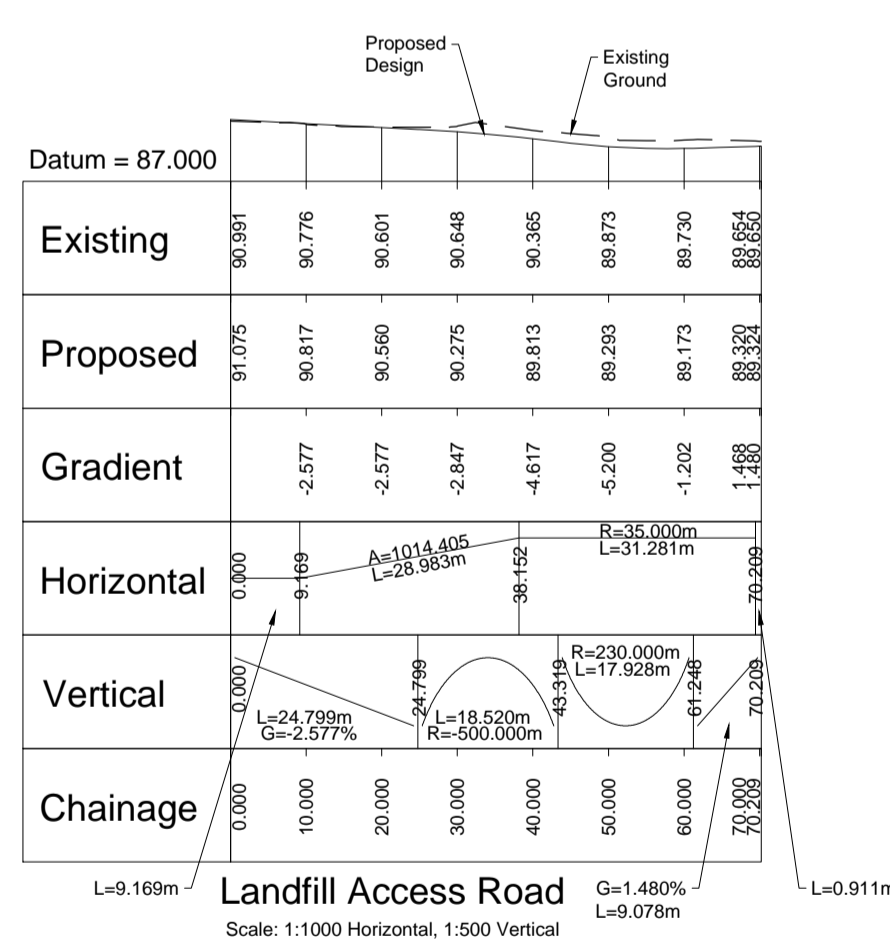 Proposed
Design
Existing
Ground
Datum = 87.000
Existing
90.991
90.776
90.601
90.648
90.365
89.873
89.730
89.654
89.650
Proposed
91.075
90.817
90.560
90.275
89.813
89.293
89.173
89.320
89.324
Gradient
-2.577
-2.577
-2.847
-4.617
-5.200
-1.202
1.468
1.480
Horizontal
0.000
9.169
A=1014.405
L=28.983m
38.152
R=35.000m
L=31.281m
70.209
Vertical
0.000
L=24.799m
G=-2.577%
24.799
L=18.520m
R=-500.000m
43.319
R=230.000m
L=17.928m
61.248
70.209
Chainage
0.000
10.000
20.000
30.000
40.000
50.000
60.000
70.000
70.209
L=9.169m
Landfill Access Road
Scale: 1:1000 Horizontal, 1:500 Vertical
G=1.480%
L=9.078m
L=0.911m